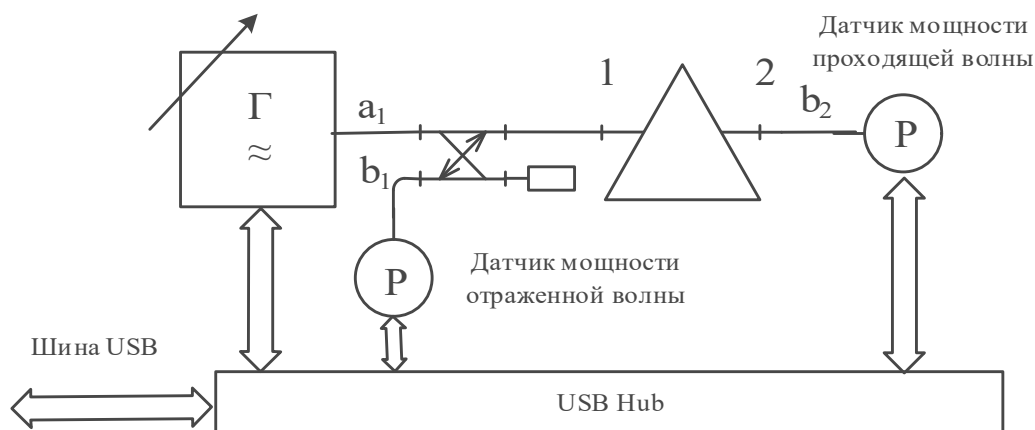 Датчик мощности
проходящей волны
Г
≈
a₁
1
2
b₂
P
b₁
P
Датчик мощности
отраженной волны
Шина USB
USB Hub